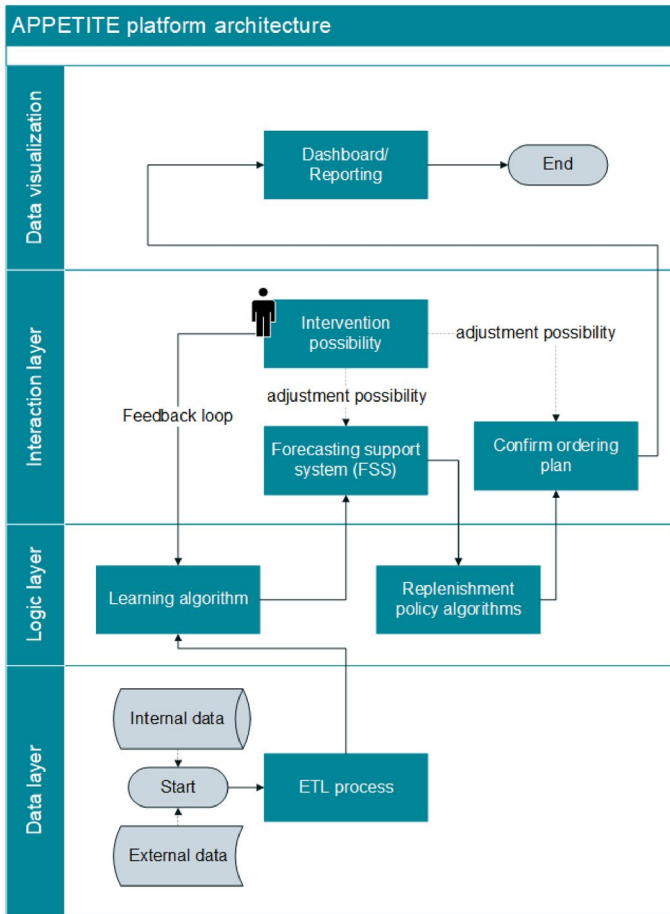 APPETITE platform architecture
Data visualization
Dashboard/
Reporting
End
Interaction layer
Intervention
possibility
adjustment possibility
adjustment possibility
Feedback loop
Forecasting support
system (FSS)
Confirm ordering
plan
Logic layer
Learning algorithm
Replenishment
policy algorithms
Data layer
Internal data
Start
ETL process
External data